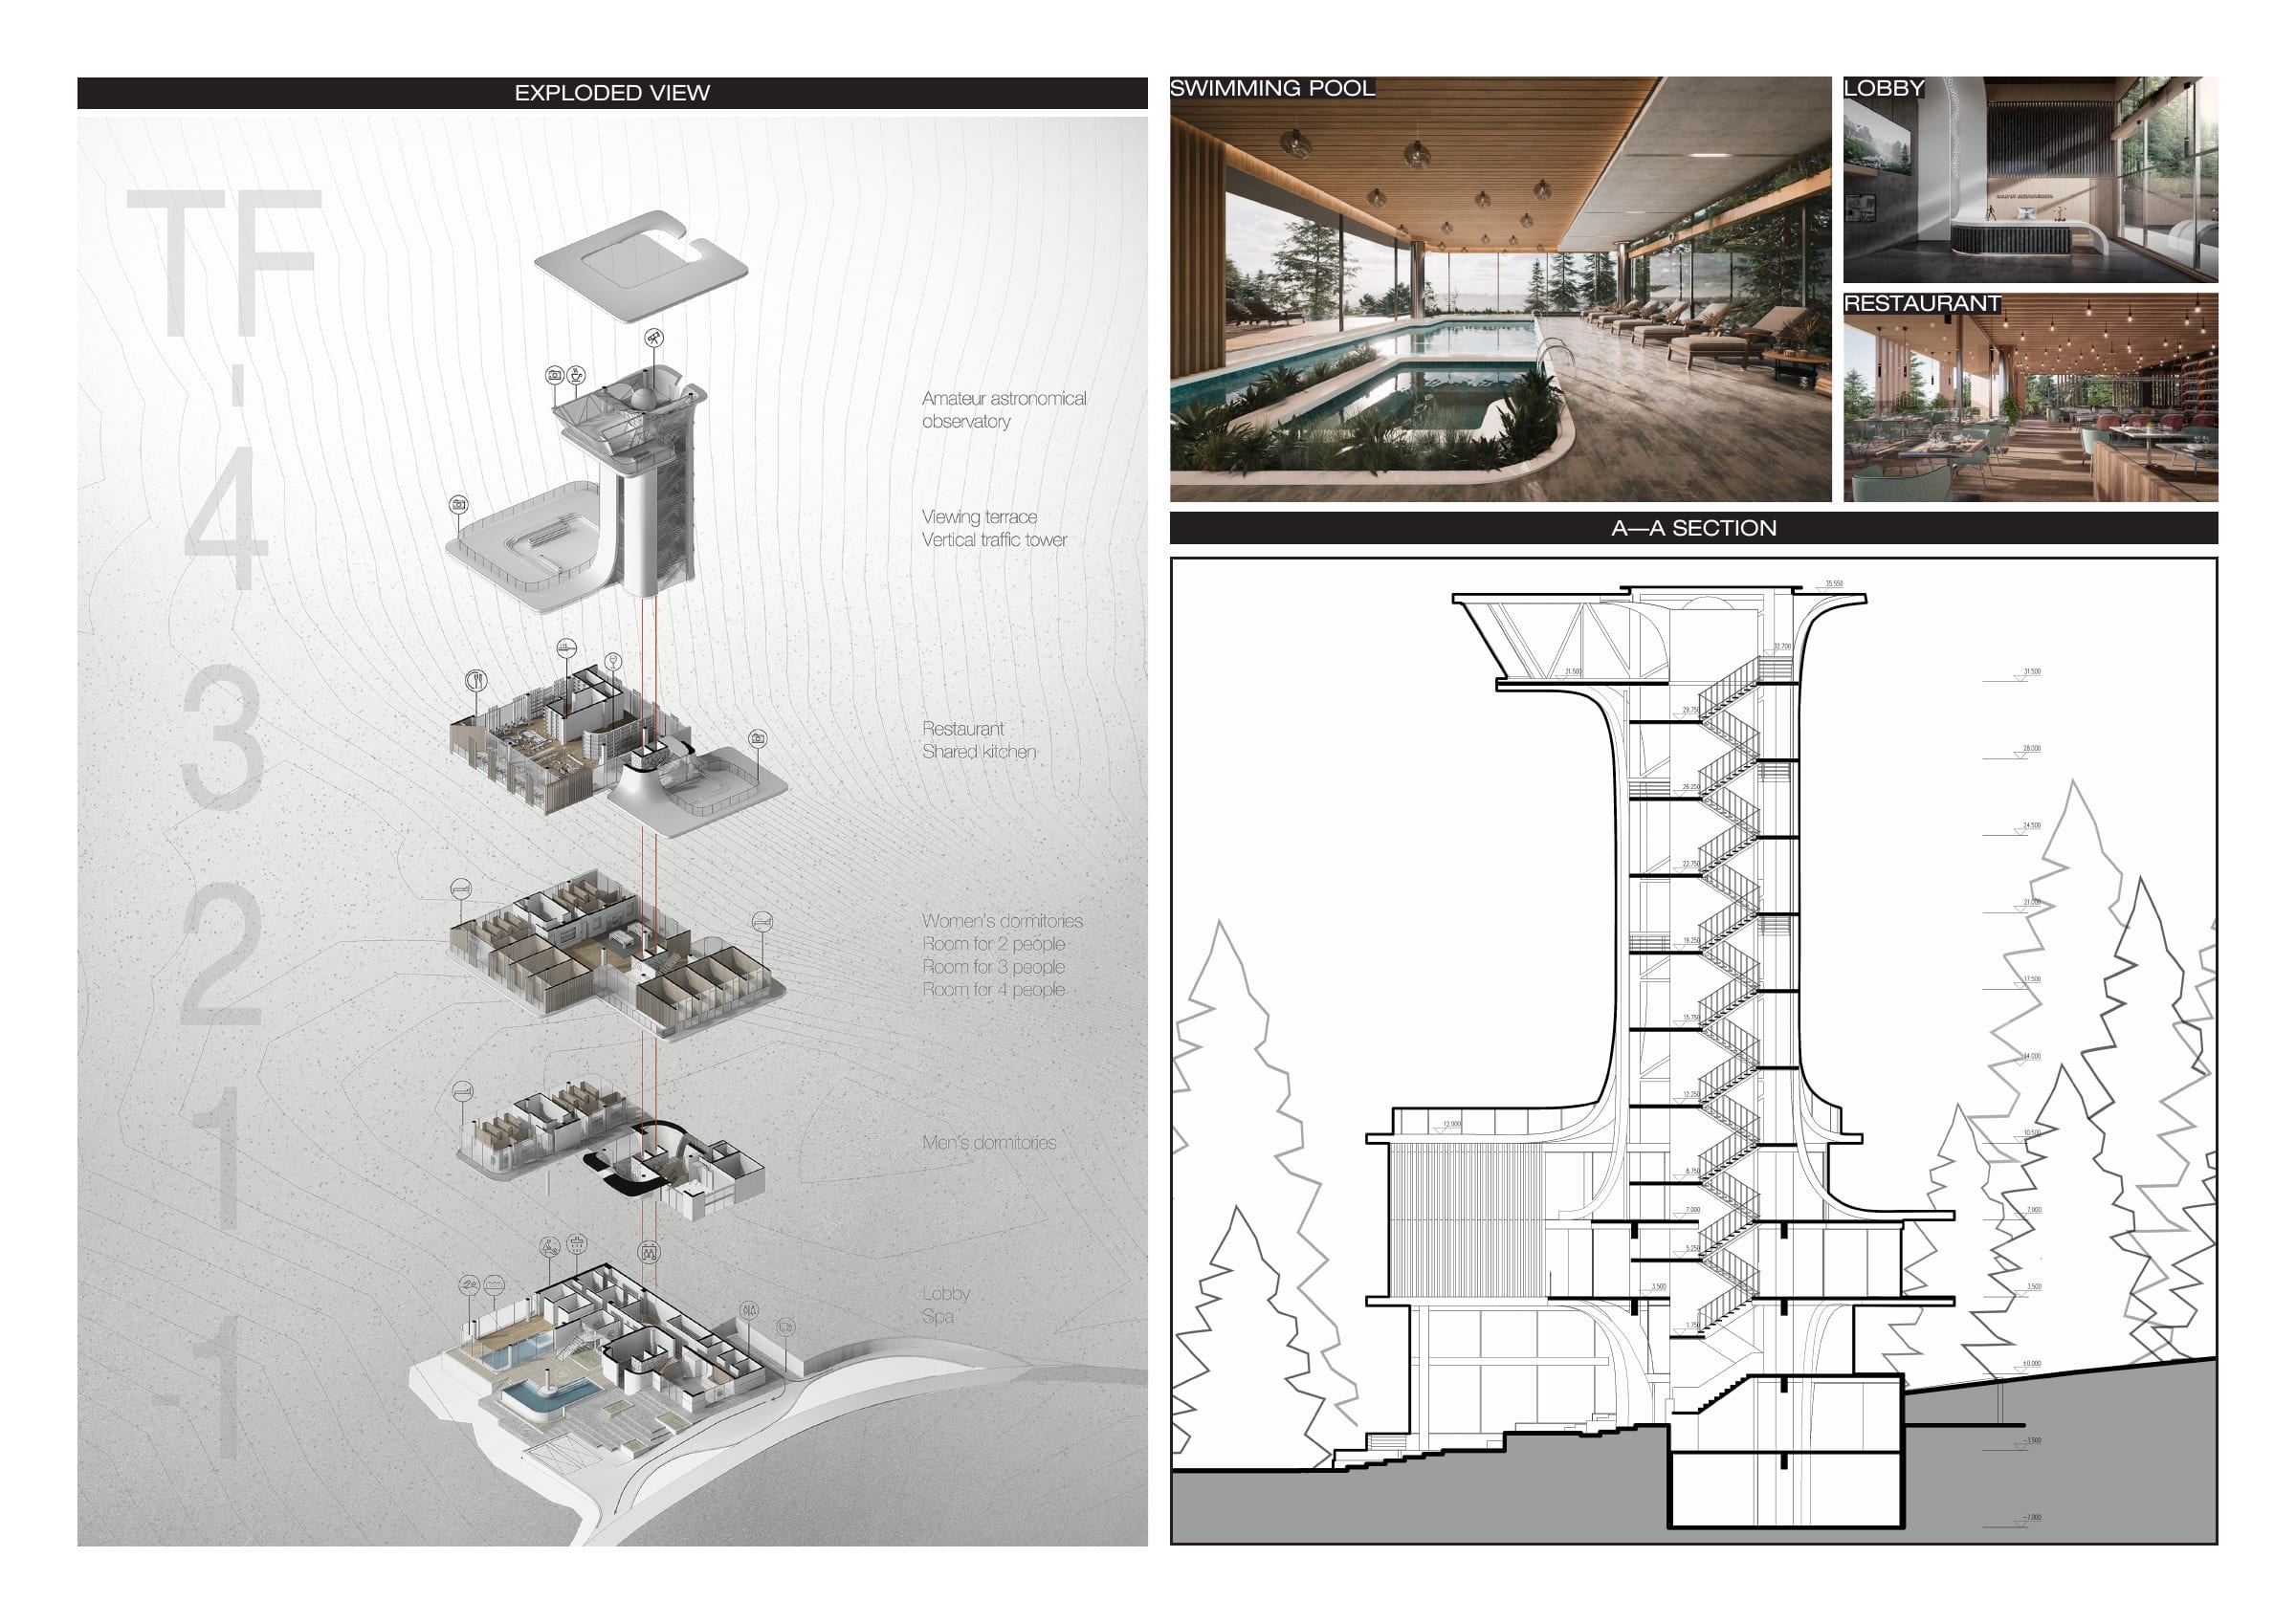 EXPLODED VIEW
TF
-
4
3
2
1
-1
Amateur astronomical
observatory
Viewing terrace
Vertical traffic tower
Restaurant
Shared kitchen
Women's dormitories
Room for 2 people
Room for 3 people
Room for 4 people
Men's dormitories
Lobby
Spa
SWIMMING POOL
LOBBY
RESTAURANT
A—A SECTION
35.550
32.700
31.500
31.500
29.750
28.000
26.250
24.500
22.750
21.000
19.250
17.500
15.750
14.000
12.250
12.000
10.500
8.750
7.000
7.000
5.250
3.500
3.500
1.750
±0.000
-3.500
-7.000